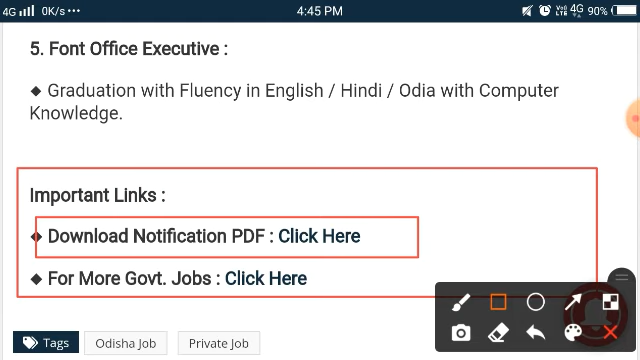 4G 0K/s ••• 4:45 PM VoI) LTE 4G 90%
5. Font Office Executive :
◆ Graduation with Fluency in English / Hindi / Odia with Computer
Knowledge.
Important Links :
◆ Download Notification PDF : Click Here
◆ For More Govt. Jobs : Click Here
Tags Odisha Job Private Job